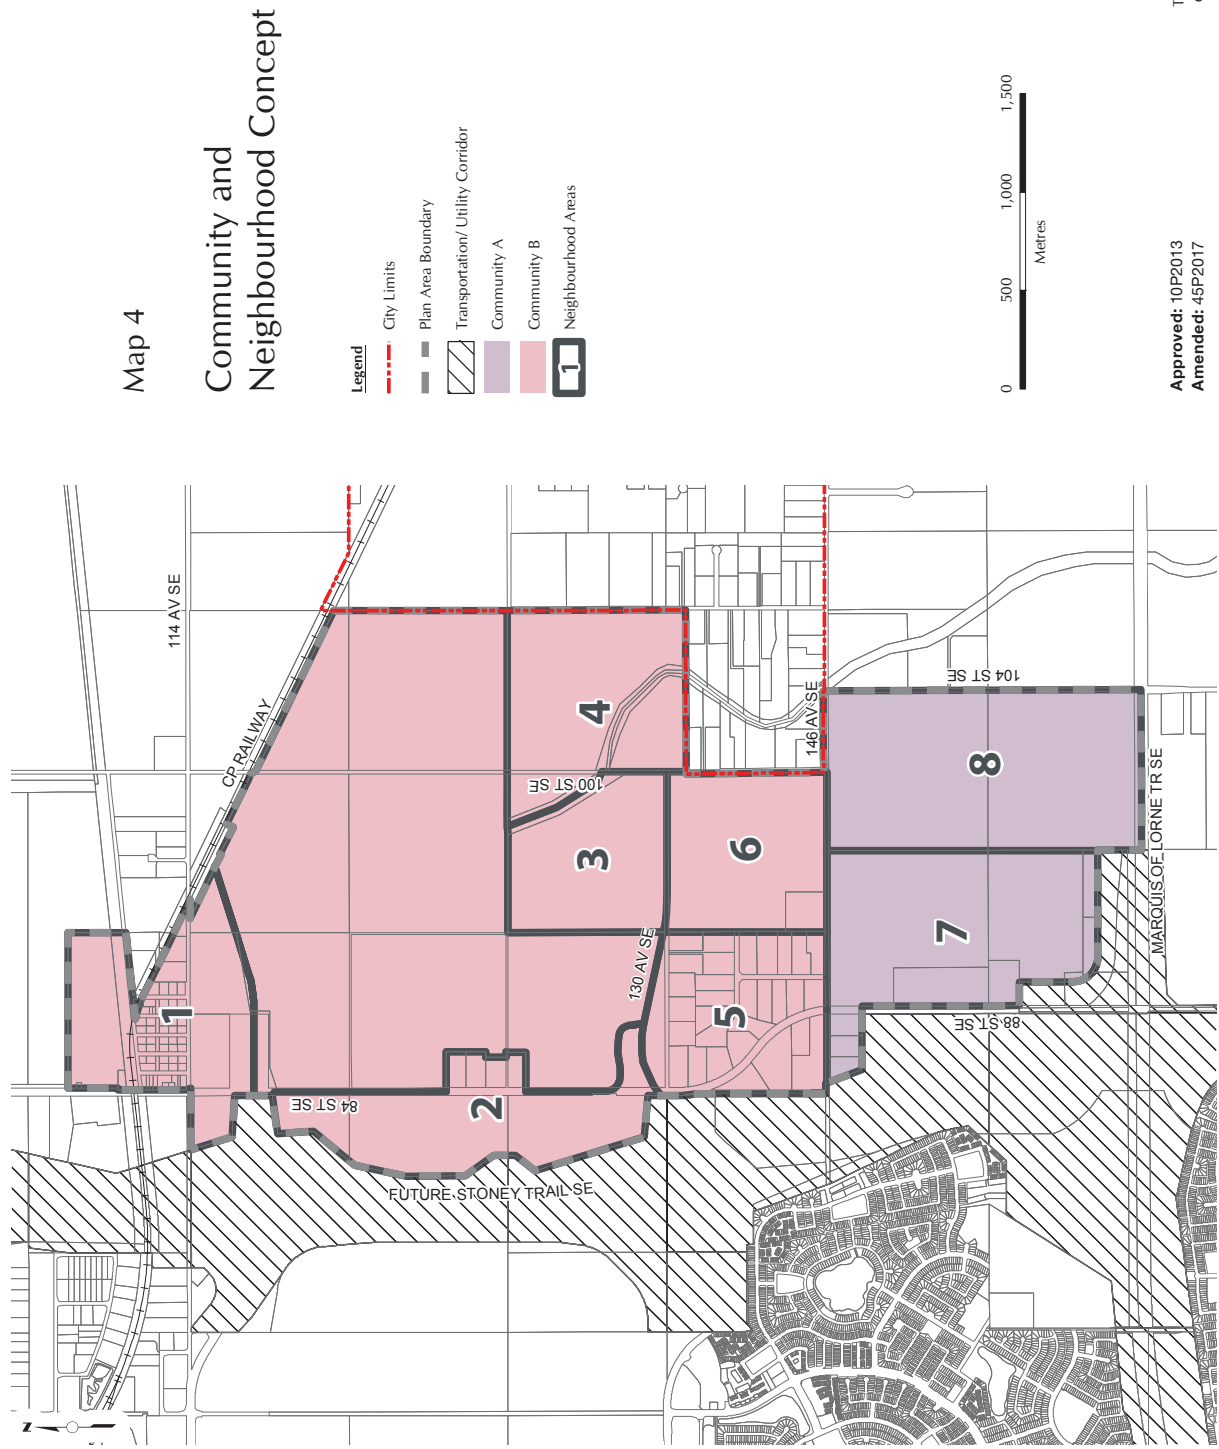 Map 4
Community and
Neighbourhood Concept
Legend
City Limits
Plan Area Boundary
Transportation/ Utility Corridor
Community A
Community B
1
Neighbourhood Areas
0
500
1,000
1,500
Metres
Approved: 10P2013
Amended: 45P2017
114 AV SE
CP RAILWAY
1
84 ST SE
2
FUTURE STONEY TRAIL SE
100 ST SE
3
4
130 AV SE
5
6
146 AV SE
104 ST SE
88 ST SE
7
8
MARQUIS OF LORNE TR SE
N